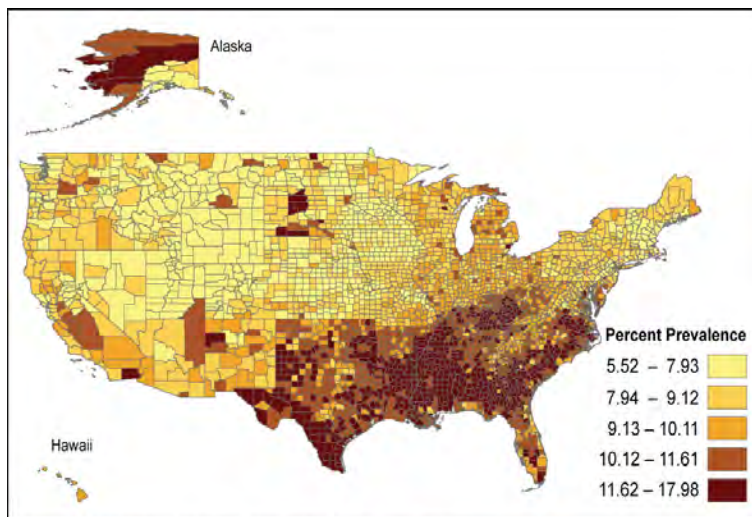 Alaska
Percent Prevalence
5.52 – 7.93
7.94 – 9.12
Hawaii
9.13 – 10.11
10.12 – 11.61
11.62 – 17.98